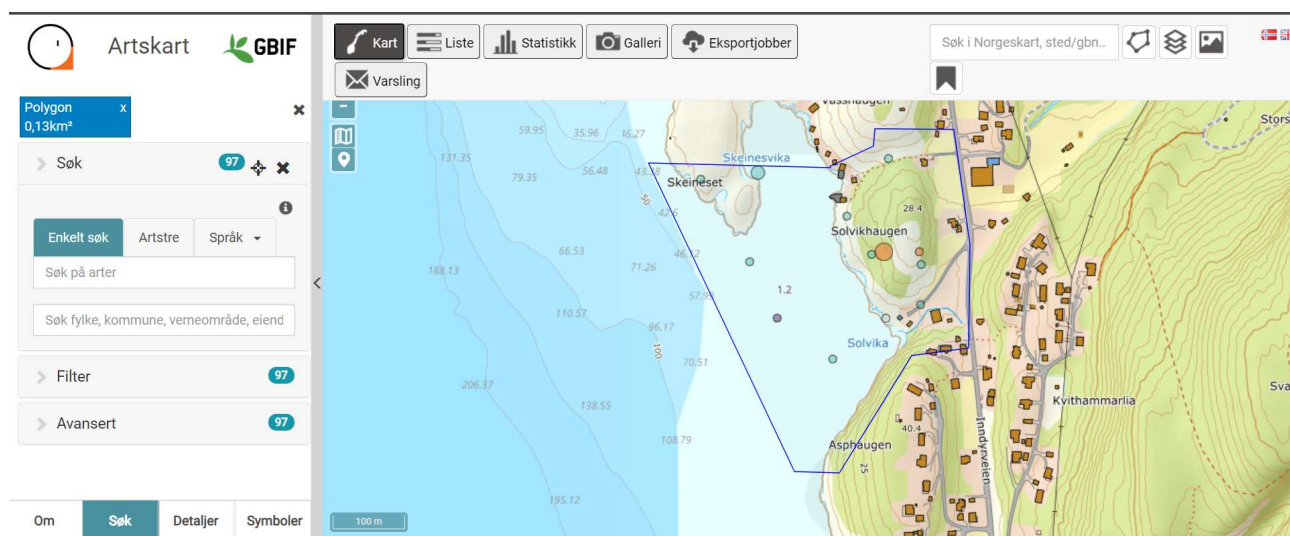 Artskart
GBIF
Kart
Liste
Statistikk
Galleri
Eksportjobber
Søk i Norgeskart, sted/gbn..
Varsling
Polygon x
0,13km²
Søk 97
Enkelt søk
Artstre
Språk
Søk på arter
Søk fylke, kommune, verneområde, eiend
Filter 97
Avansert 97
Om
Søk
Detaljer
Symboler
Vasshaugen
Stors
59.95
35.96
16.27
131.35
Skeinesvika
79.35
56.48
43.38
Skeineset
50
42.6
28.4
Solvikhaugen
66.53
46.12
188.13
71.26
1.2
57.99
110.57
96.17
100
Solvika
70.51
206.37
Sva
Kvithammarlia
138.55
40.4
108.79
Asphaugen
25
Inndyrveien
195.12
100 m